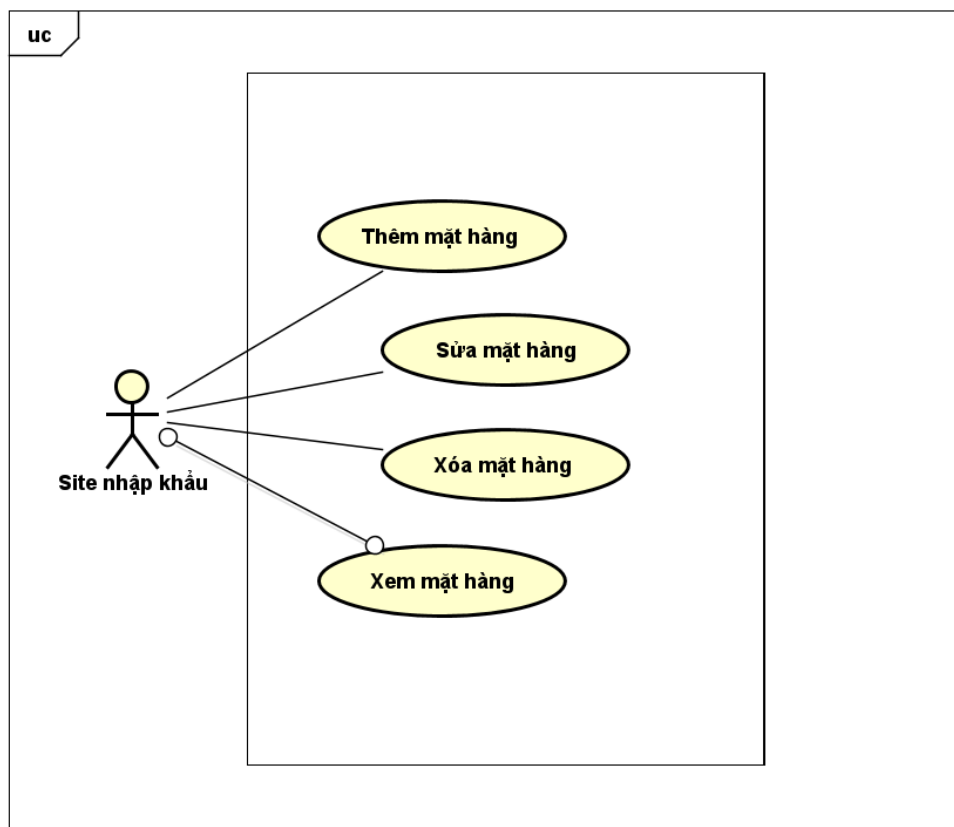 uc
Thêm mặt hàng
Sửa mặt hàng
Xóa mặt hàng
Site nhập khẩu
Xem mặt hàng